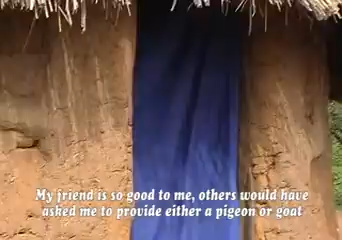 My friend is so good to me, others would have
asked me to provide either a pigeon or goat